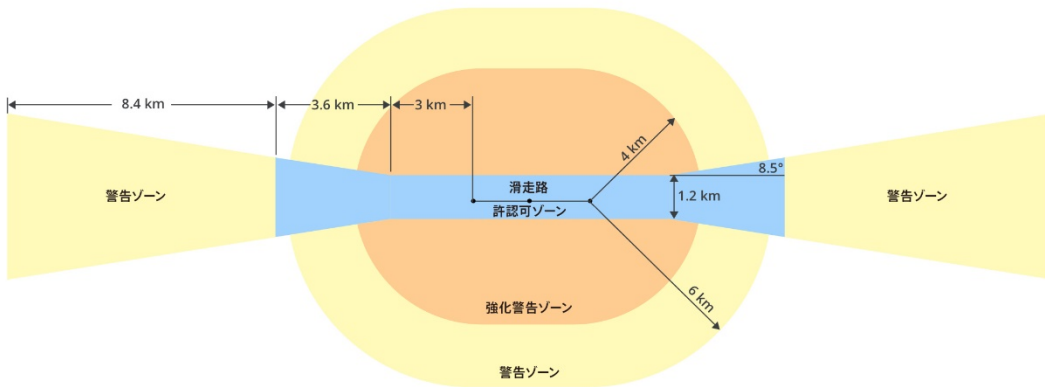 8.4 km
3.6 km
3 km
4 km
8.5°
警告ゾーン
滑走路
許認可ゾーン
1.2 km
警告ゾーン
6 km
強化警告ゾーン
警告ゾーン